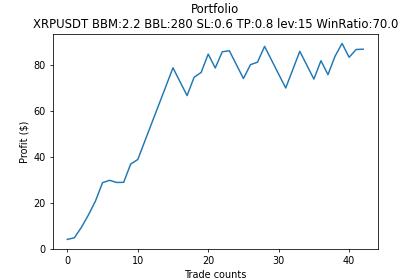 Portfolio
XRPUSDT BBM:2.2 BBL:280 SL:0.6 TP:0.8 lev:15 WinRatio:70.0
80
60
40
20
0
Profit ($)
0 10 20 30 40
Trade counts